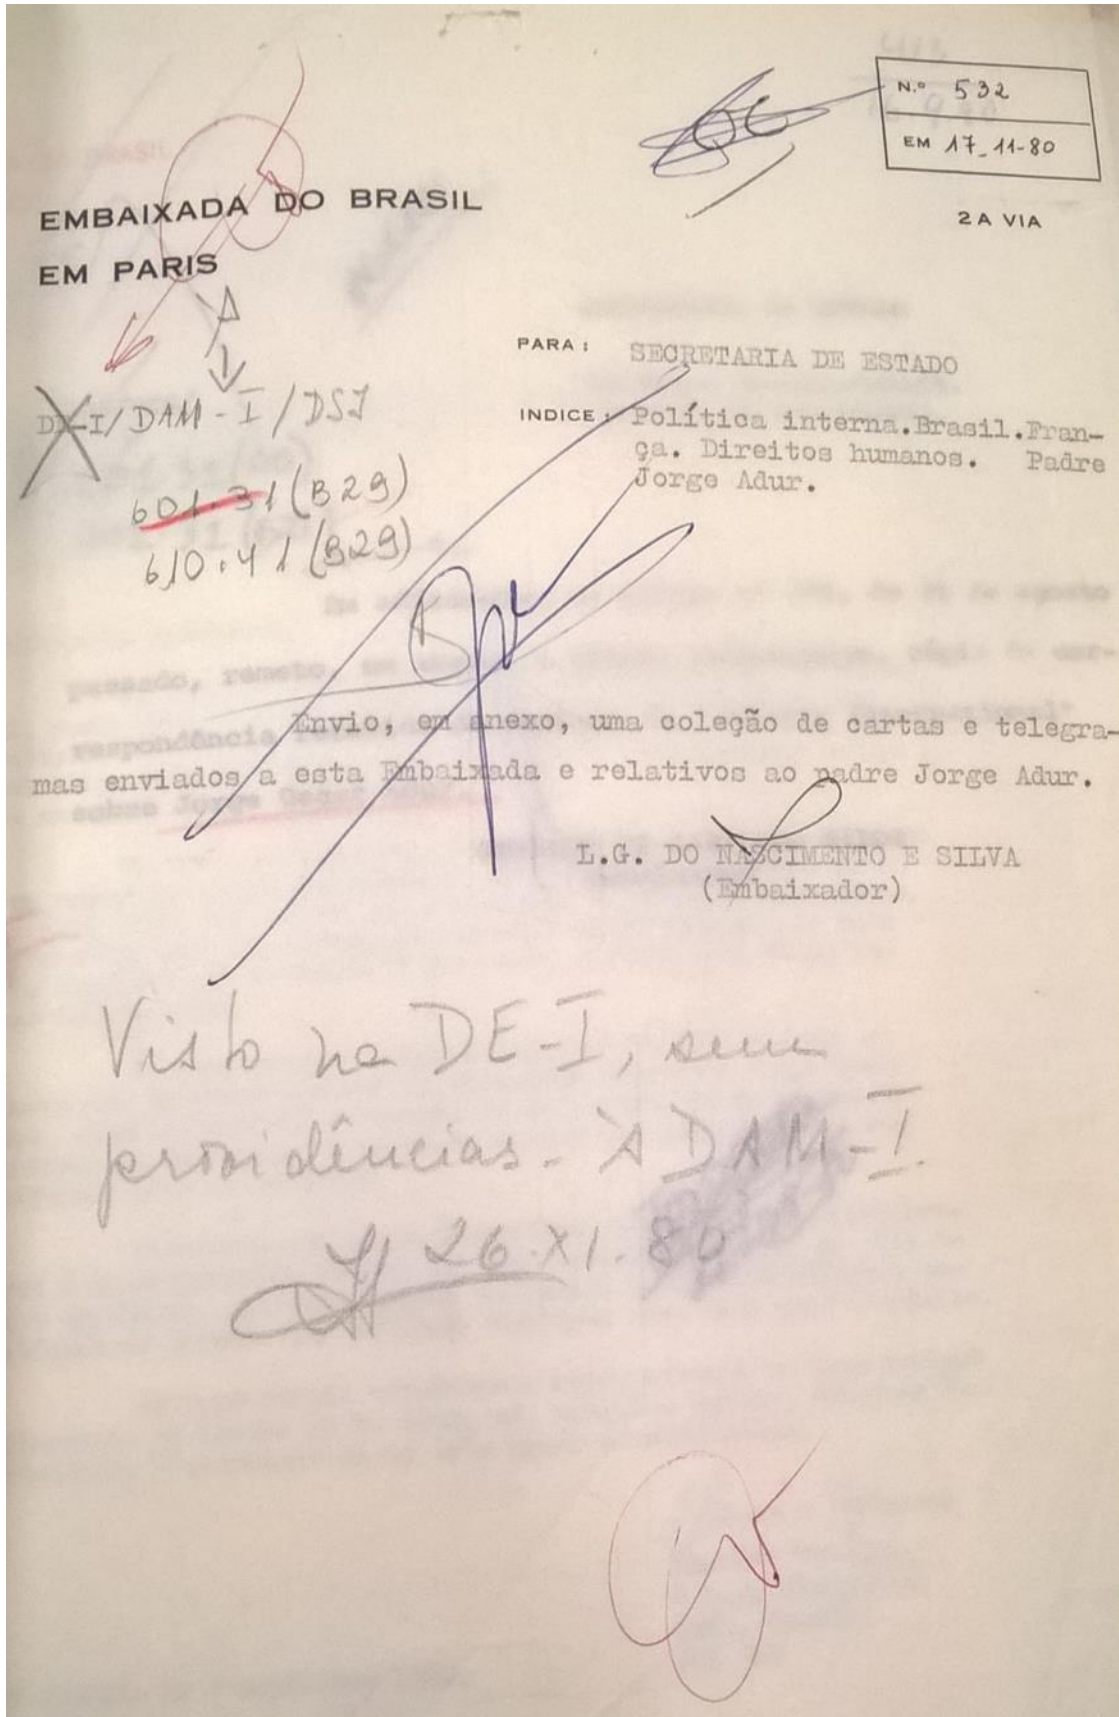 N.º 532
EM 17-11-80
2A VIA
EMBAIXADA DO BRASIL
EM PARIS
PARA: SECRETARIA DE ESTADO
DE-I/DAM-I/DSI
INDICE: Política interna.Brasil.Fran-
ça. Direitos humanos. Padre
Jorge Adur.
601.31(B29)
610.41(B29)
Envio, em anexo, uma coleção de cartas e telegra-
mas enviados a esta Embaixada e relativos ao padre Jorge Adur.
L.G. DO NASCIMENTO E SILVA
(Embaixador)
Visto na DE-I, sem
providências. À DAM-I.
26.XI.80